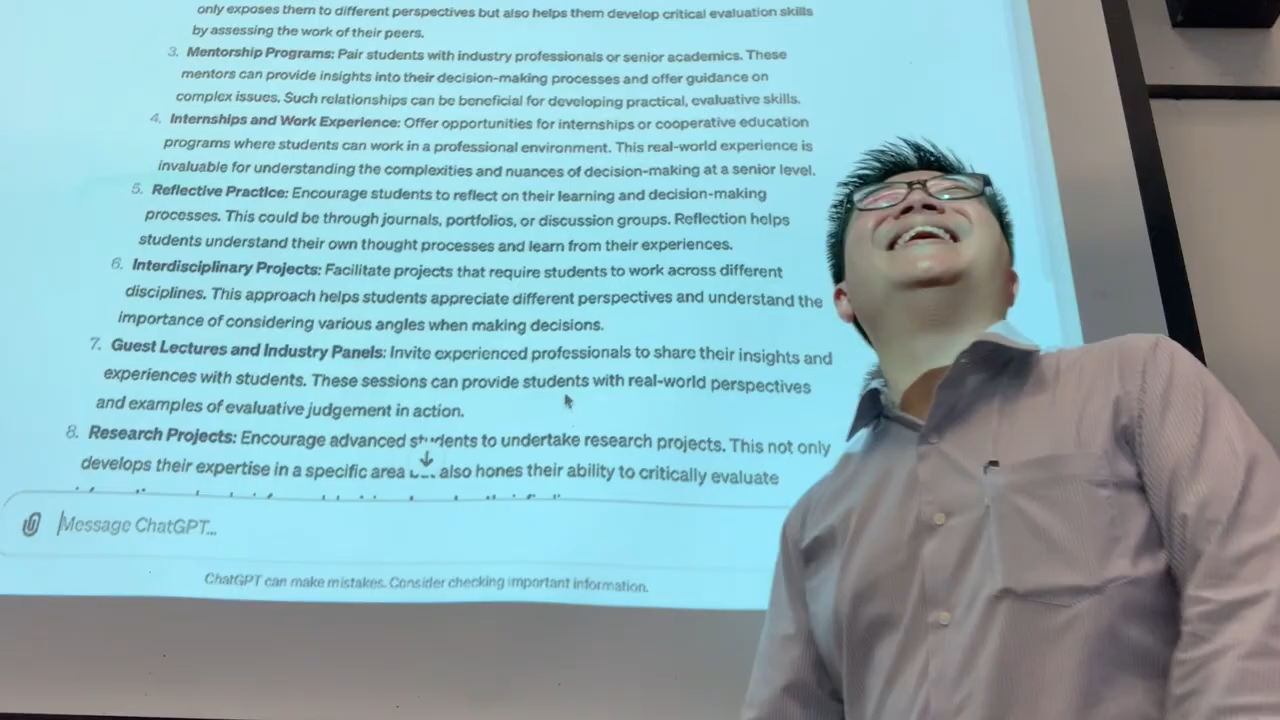 only exposes them to different perspectives but also helps them develop critical evaluation skills
by assessing the work of their peers.
3. Mentorship Programs: Pair students with industry professionals or senior academics. These
mentors can provide insights into their decision-making processes and offer guidance on
complex issues. Such relationships can be beneficial for developing practical, evaluative skills.
4. Internships and Work Experience: Offer opportunities for internships or cooperative education
programs where students can work in a professional environment. This real-world experience is
invaluable for understanding the complexities and nuances of decision-making at a senior level.
5. Reflective Practice: Encourage students to reflect on their learning and decision-making
processes. This could be through journals, portfolios, or discussion groups. Reflection helps
students understand their own thought processes and learn from their experiences.
6. Interdisciplinary Projects: Facilitate projects that require students to work across different
disciplines. This approach helps students appreciate different perspectives and understand the
importance of considering various angles when making decisions.
7. Guest Lectures and Industry Panels: Invite experienced professionals to share their insights and
experiences with students. These sessions can provide students with real-world perspectives
and examples of evaluative judgement in action.
8. Research Projects: Encourage advanced students to undertake research projects. This not only
develops their expertise in a specific area but also hones their ability to critically evaluate
Message ChatGPT...
ChatGPT can make mistakes. Consider checking important information.